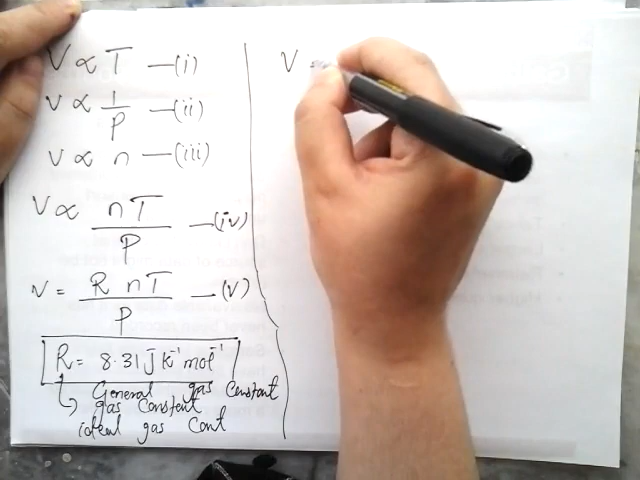 V ∝ T —(i)
V ∝ 1/P —(ii)
V ∝ n —(iii)
V ∝ nT/P —(iv)
V = R nT/P —(V)
R = 8.31 J K⁻¹ mol⁻¹
General gas constant
gas constant
ideal gas cont
V